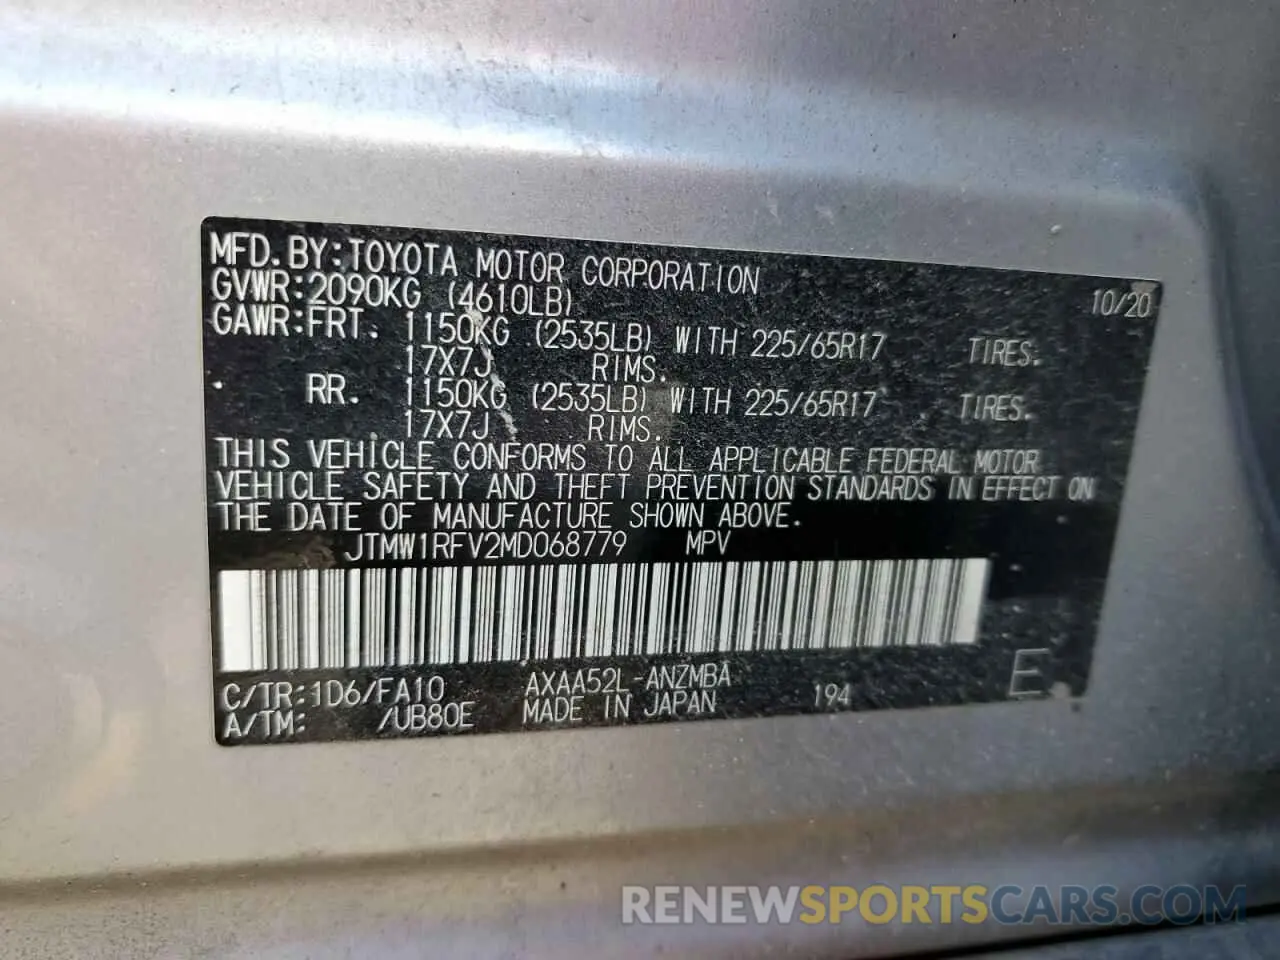 MFD. BY: TOYOTA MOTOR CORPORATION 10/20
GVWR: 2090KG (4610LB)
GAWR: FRT. 1150KG (2535LB) WITH 225/65R17 TIRES.
17X7J RIMS.
RR. 1150KG (2535LB) WITH 225/65R17 TIRES.
17X7J RIMS.
THIS VEHICLE CONFORMS TO ALL APPLICABLE FEDERAL MOTOR
VEHICLE SAFETY AND THEFT PREVENTION STANDARDS IN EFFECT ON
THE DATE OF MANUFACTURE SHOWN ABOVE.
JTMW1RFV2MD068779 MPV
C/TR: 1D6/FA10 AXAA52L-ANZMBA 194 E
A/TM: /UB80E MADE IN JAPAN
RENEWSPORTSCARS.COM